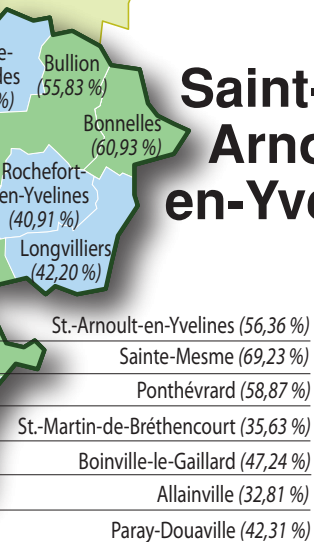 e-
des
%)
Bullion
(55,83 %)
Bonnelles
(60,93 %)
Rochefort-
en-Yvelines
(40,91 %)
Longvilliers
(42,20 %)
Saint-
Arno
en-Yve
St.-Arnoult-en-Yvelines (56,36 %)
Sainte-Mesme (69,23 %)
Ponthévrard (58,87 %)
St.-Martin-de-Bréthencourt (35,63 %)
Boinville-le-Gaillard (47,24 %)
Allainville (32,81 %)
Paray-Douaville (42,31 %)